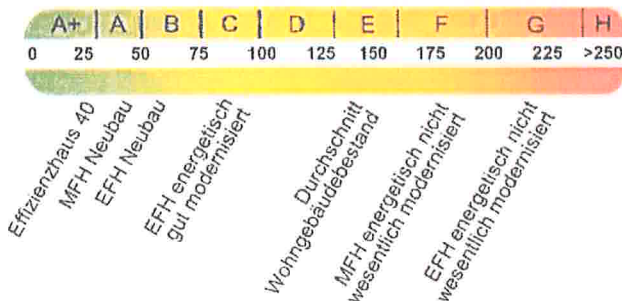 A+ A B C D E F G H
0 25 50 75 100 125 150 175 200 225 >250
Effizienzhaus 40
MFH Neubau
EFH Neubau
EFH energetisch
gut modernisiert
Durchschnitt
Wohngebäudebestand
MFH energetisch nicht
wesentlich modernisiert
EFH energetisch nicht
wesentlich modernisiert